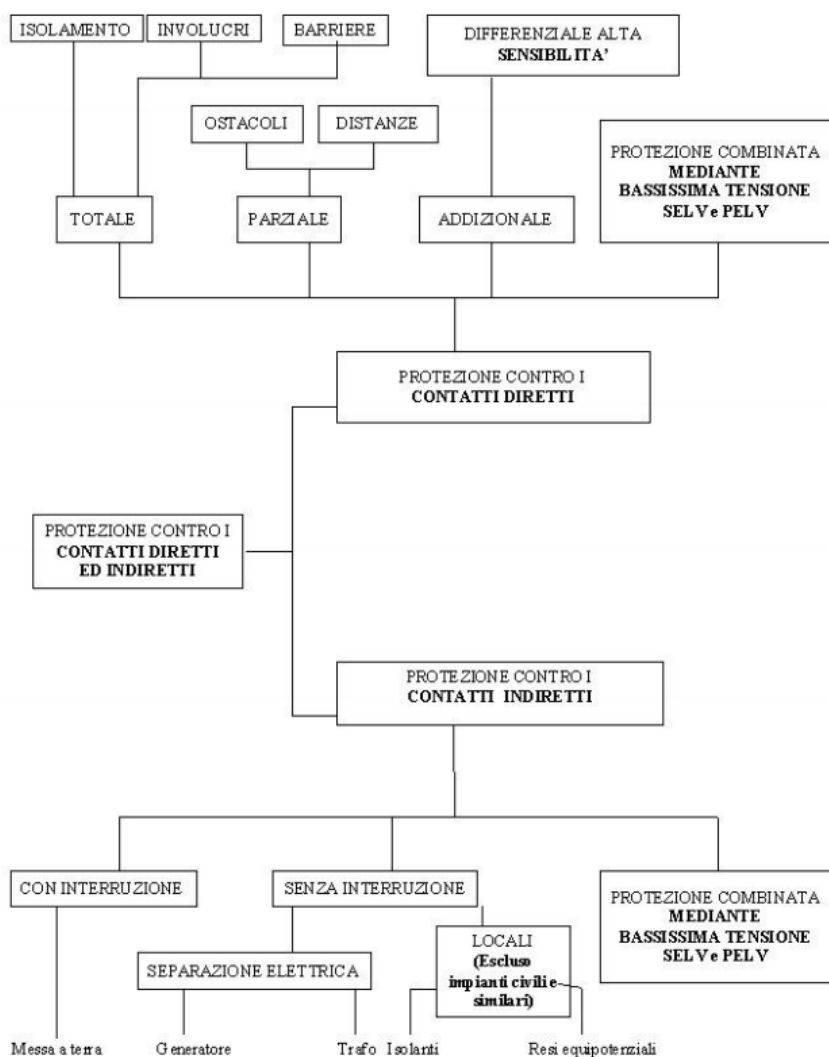 ISOLAMENTO
INVOLUCRI
BARRIERE
DIFFERENZIALE ALTA
SENSIBILITA'
OSTACOLI
DISTANZE
PROTEZIONE COMBINATA
MEDIANTE
BASSISSIMA TENSIONE
SELV e PELV
TOTALE
PARZIALE
ADDIZIONALE
PROTEZIONE CONTRO I
CONTATTI DIRETTI
PROTEZIONE CONTRO I
CONTATTI DIRETTI
ED INDIRETTI
PROTEZIONE CONTRO I
CONTATTI INDIRETTI
CON INTERRUZIONE
SENZA INTERRUZIONE
PROTEZIONE COMBINATA
MEDIANTE
BASSISSIMA TENSIONE
SELV e PELV
LOCALI
(Escluso
impianti civili e
similari)
SEPARAZIONE ELETTRICA
Messa a terra
Generatore
Trafo
Isolanti
Resi equipotenziali